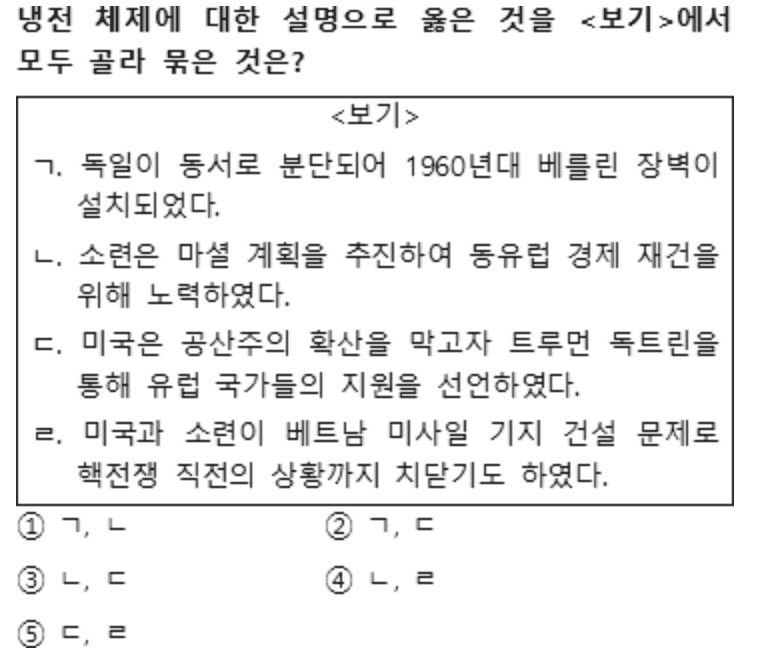 냉전 체제에 대한 설명으로 옳은 것을 <보기>에서
모두 골라 묶은 것은?
<보기>
ㄱ. 독일이 동서로 분단되어 1960년대 베를린 장벽이
설치되었다.
ㄴ. 소련은 마셜 계획을 추진하여 동유럽 경제 재건을
위해 노력하였다.
ㄷ. 미국은 공산주의 확산을 막고자 트루먼 독트린을
통해 유럽 국가들의 지원을 선언하였다.
ㄹ. 미국과 소련이 베트남 미사일 기지 건설 문제로
핵전쟁 직전의 상황까지 치닫기도 하였다.
① ㄱ, ㄴ ② ㄱ, ㄷ
③ ㄴ, ㄷ ④ ㄴ, ㄹ
⑤ ㄷ, ㄹ